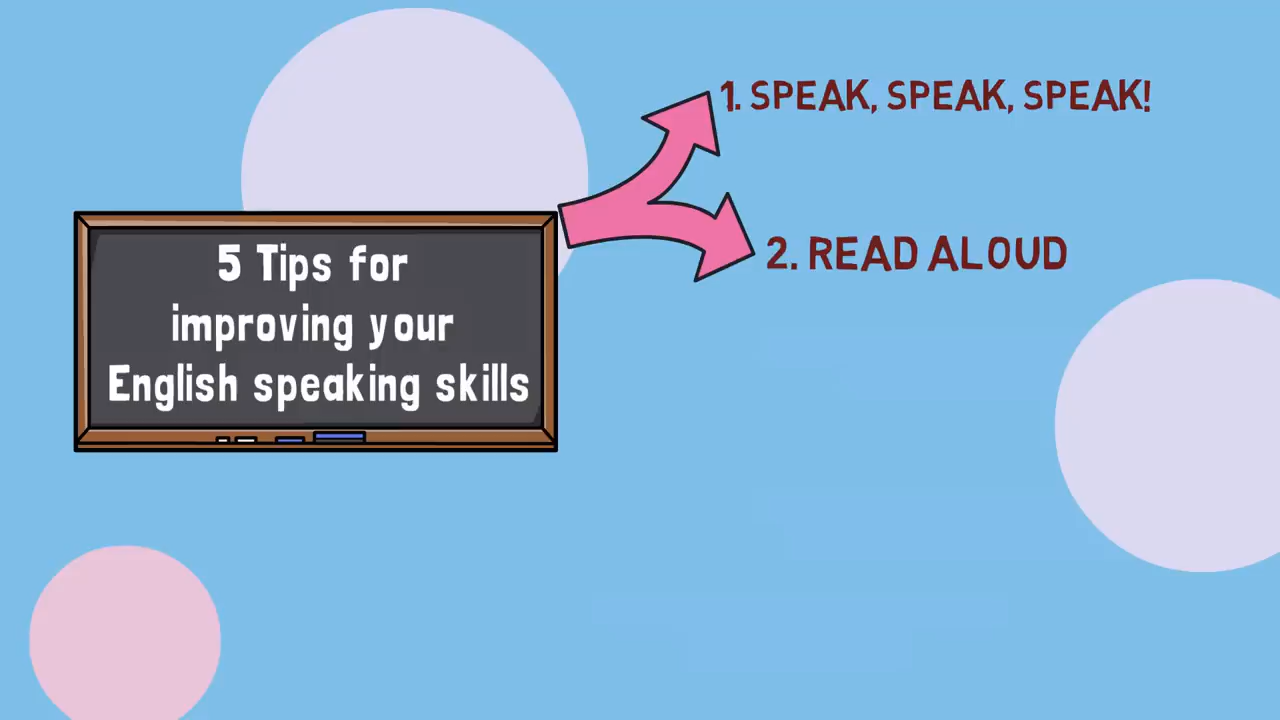 5 Tips for
improving your
English speaking skills
1. SPEAK, SPEAK, SPEAK!
2. READ ALOUD